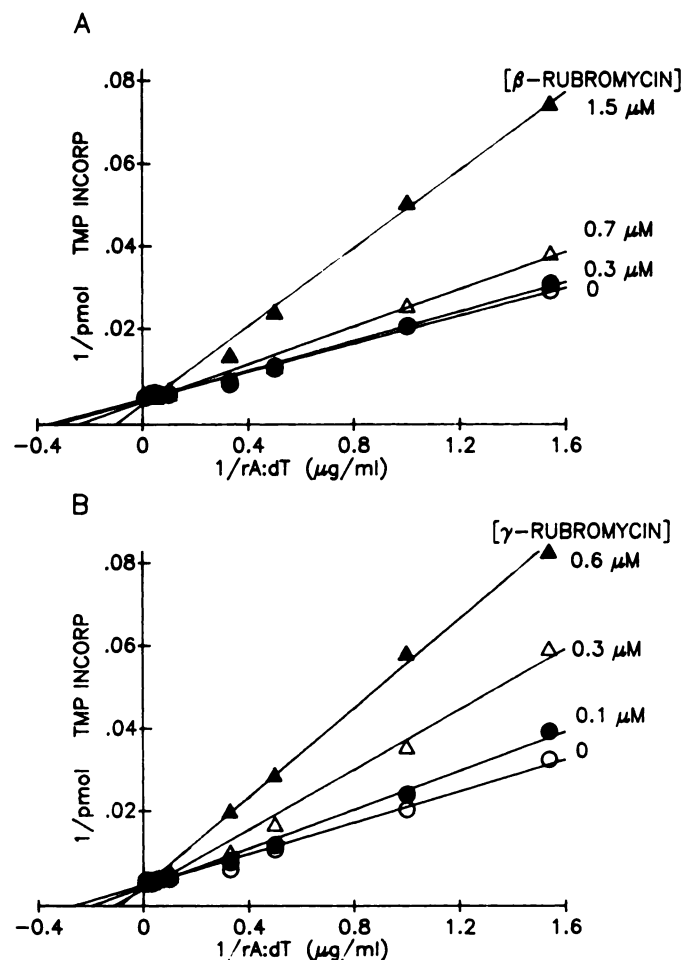 A
[β-RUBROMYCIN]
1.5 μM
0.7 μM
0.3 μM
0
1/pmol TMP INCORP
.08
.06
.04
.02
-0.4 0 0.4 0.8 1.2 1.6
1/rA:dT (μg/ml)
B
[γ-RUBROMYCIN]
0.6 μM
0.3 μM
0.1 μM
0
1/pmol TMP INCORP
.08
.06
.04
.02
-0.4 0 0.4 0.8 1.2 1.6
1/rA:dT (μg/ml)